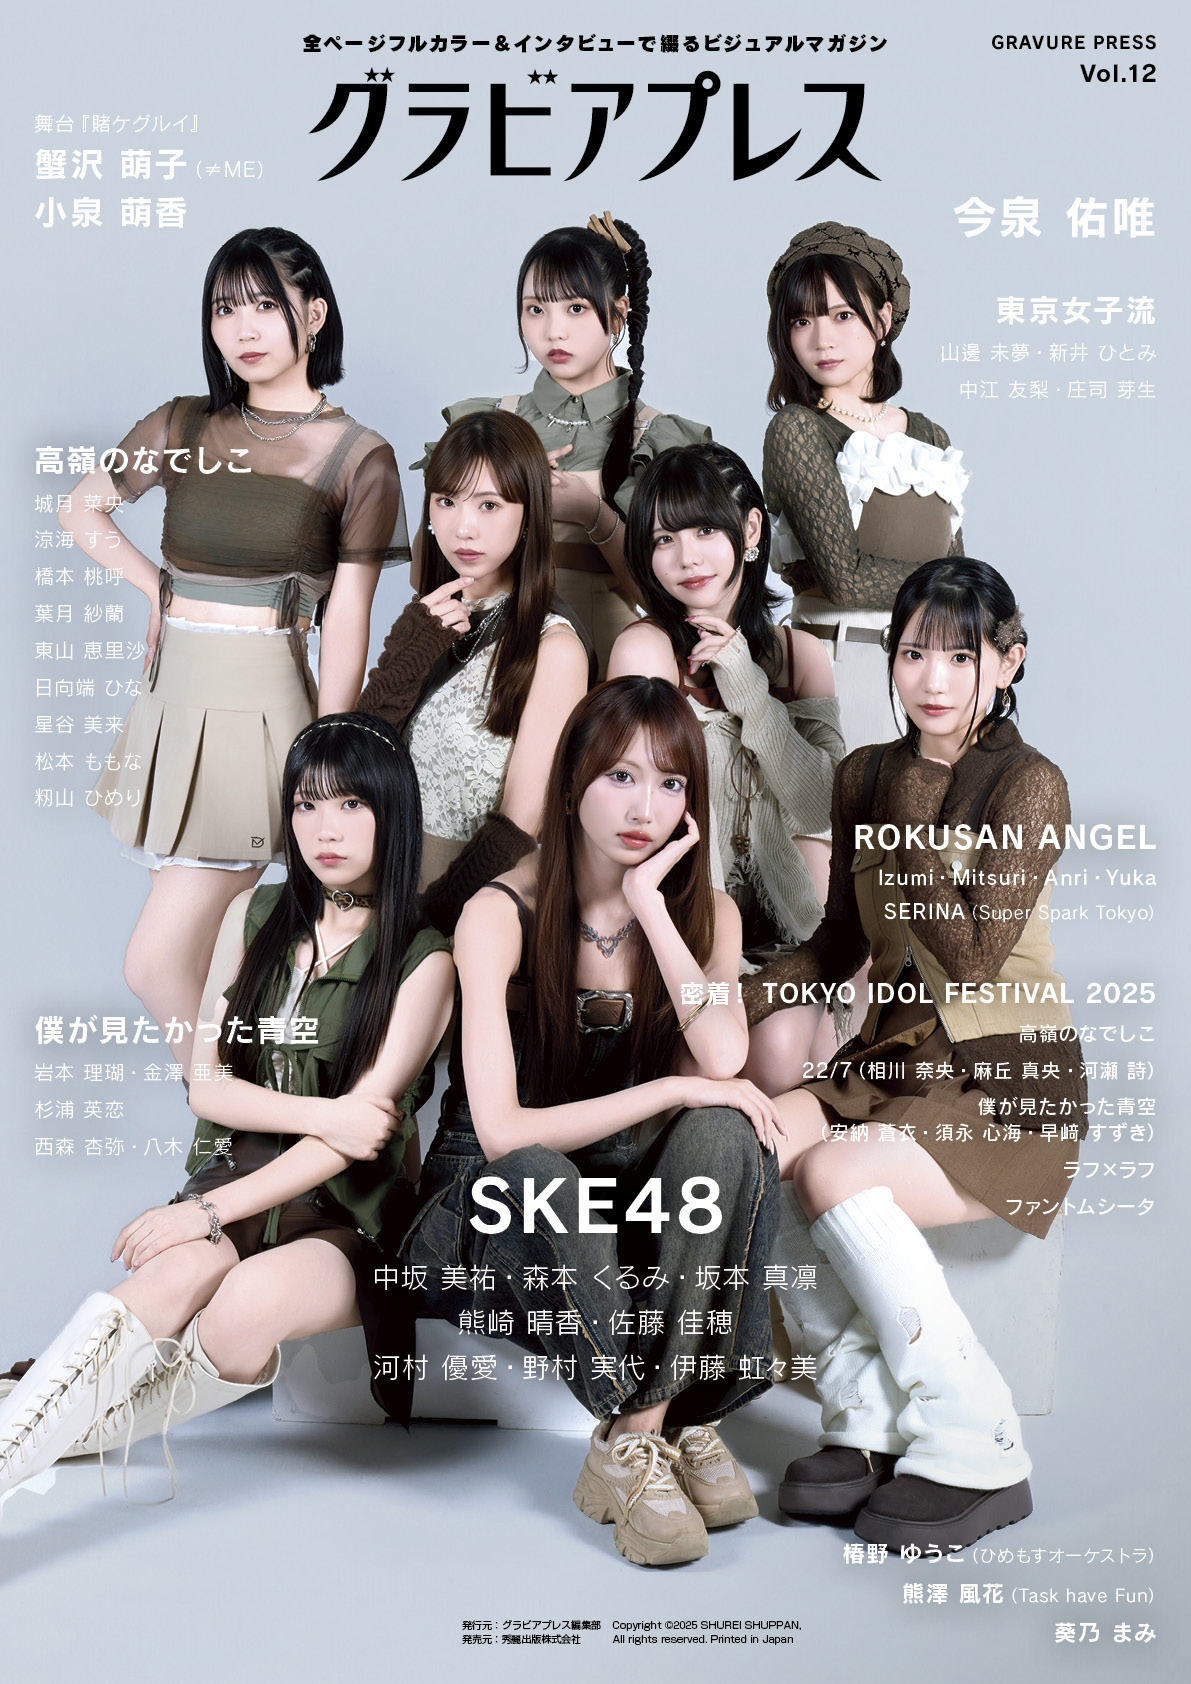 全ページフルカラー＆インタビューで綴るビジュアルマガジン
グラビアプレス
GRAVURE PRESS
Vol.12
舞台『賭ケグルイ』
蟹沢 萌子（≠ME）
小泉 萌香
今泉 佑唯
東京女子流
山邊 未夢・新井 ひとみ
中江 友梨・庄司 芽生
高嶺のなでしこ
城月 菜央
涼海 すう
橋本 桃呼
葉月 紗蘭
東山 恵里沙
日向端 ひな
星谷 美来
松本 ももな
籾山 ひめり
ROKUSAN ANGEL
Izumi・Mitsuri・Anri・Yuka
SERINA（Super Spark Tokyo）
密着！ TOKYO IDOL FESTIVAL 2025
高嶺のなでしこ
22/7（相川 奈央・麻丘 真央・河瀬 詩）
僕が見たかった青空
（安納 蒼衣・須永 心海・早﨑 すずき）
ラフ×ラフ
ファントムシータ
僕が見たかった青空
岩本 理瑚・金澤 亜美
杉浦 英恋
西森 杏弥・八木 仁愛
SKE48
中坂 美祐・森本 くるみ・坂本 真凛
熊崎 晴香・佐藤 佳穂
河村 優愛・野村 実代・伊藤 虹々美
椿野 ゆうこ（ひめもすオーケストラ）
熊澤 風花（Task have Fun）
葵乃 まみ
発行元：グラビアプレス編集部 Copyright ©2025 SHUREI SHUPPAN,
発売元：秀麗出版株式会社 All rights reserved. Printed in Japan